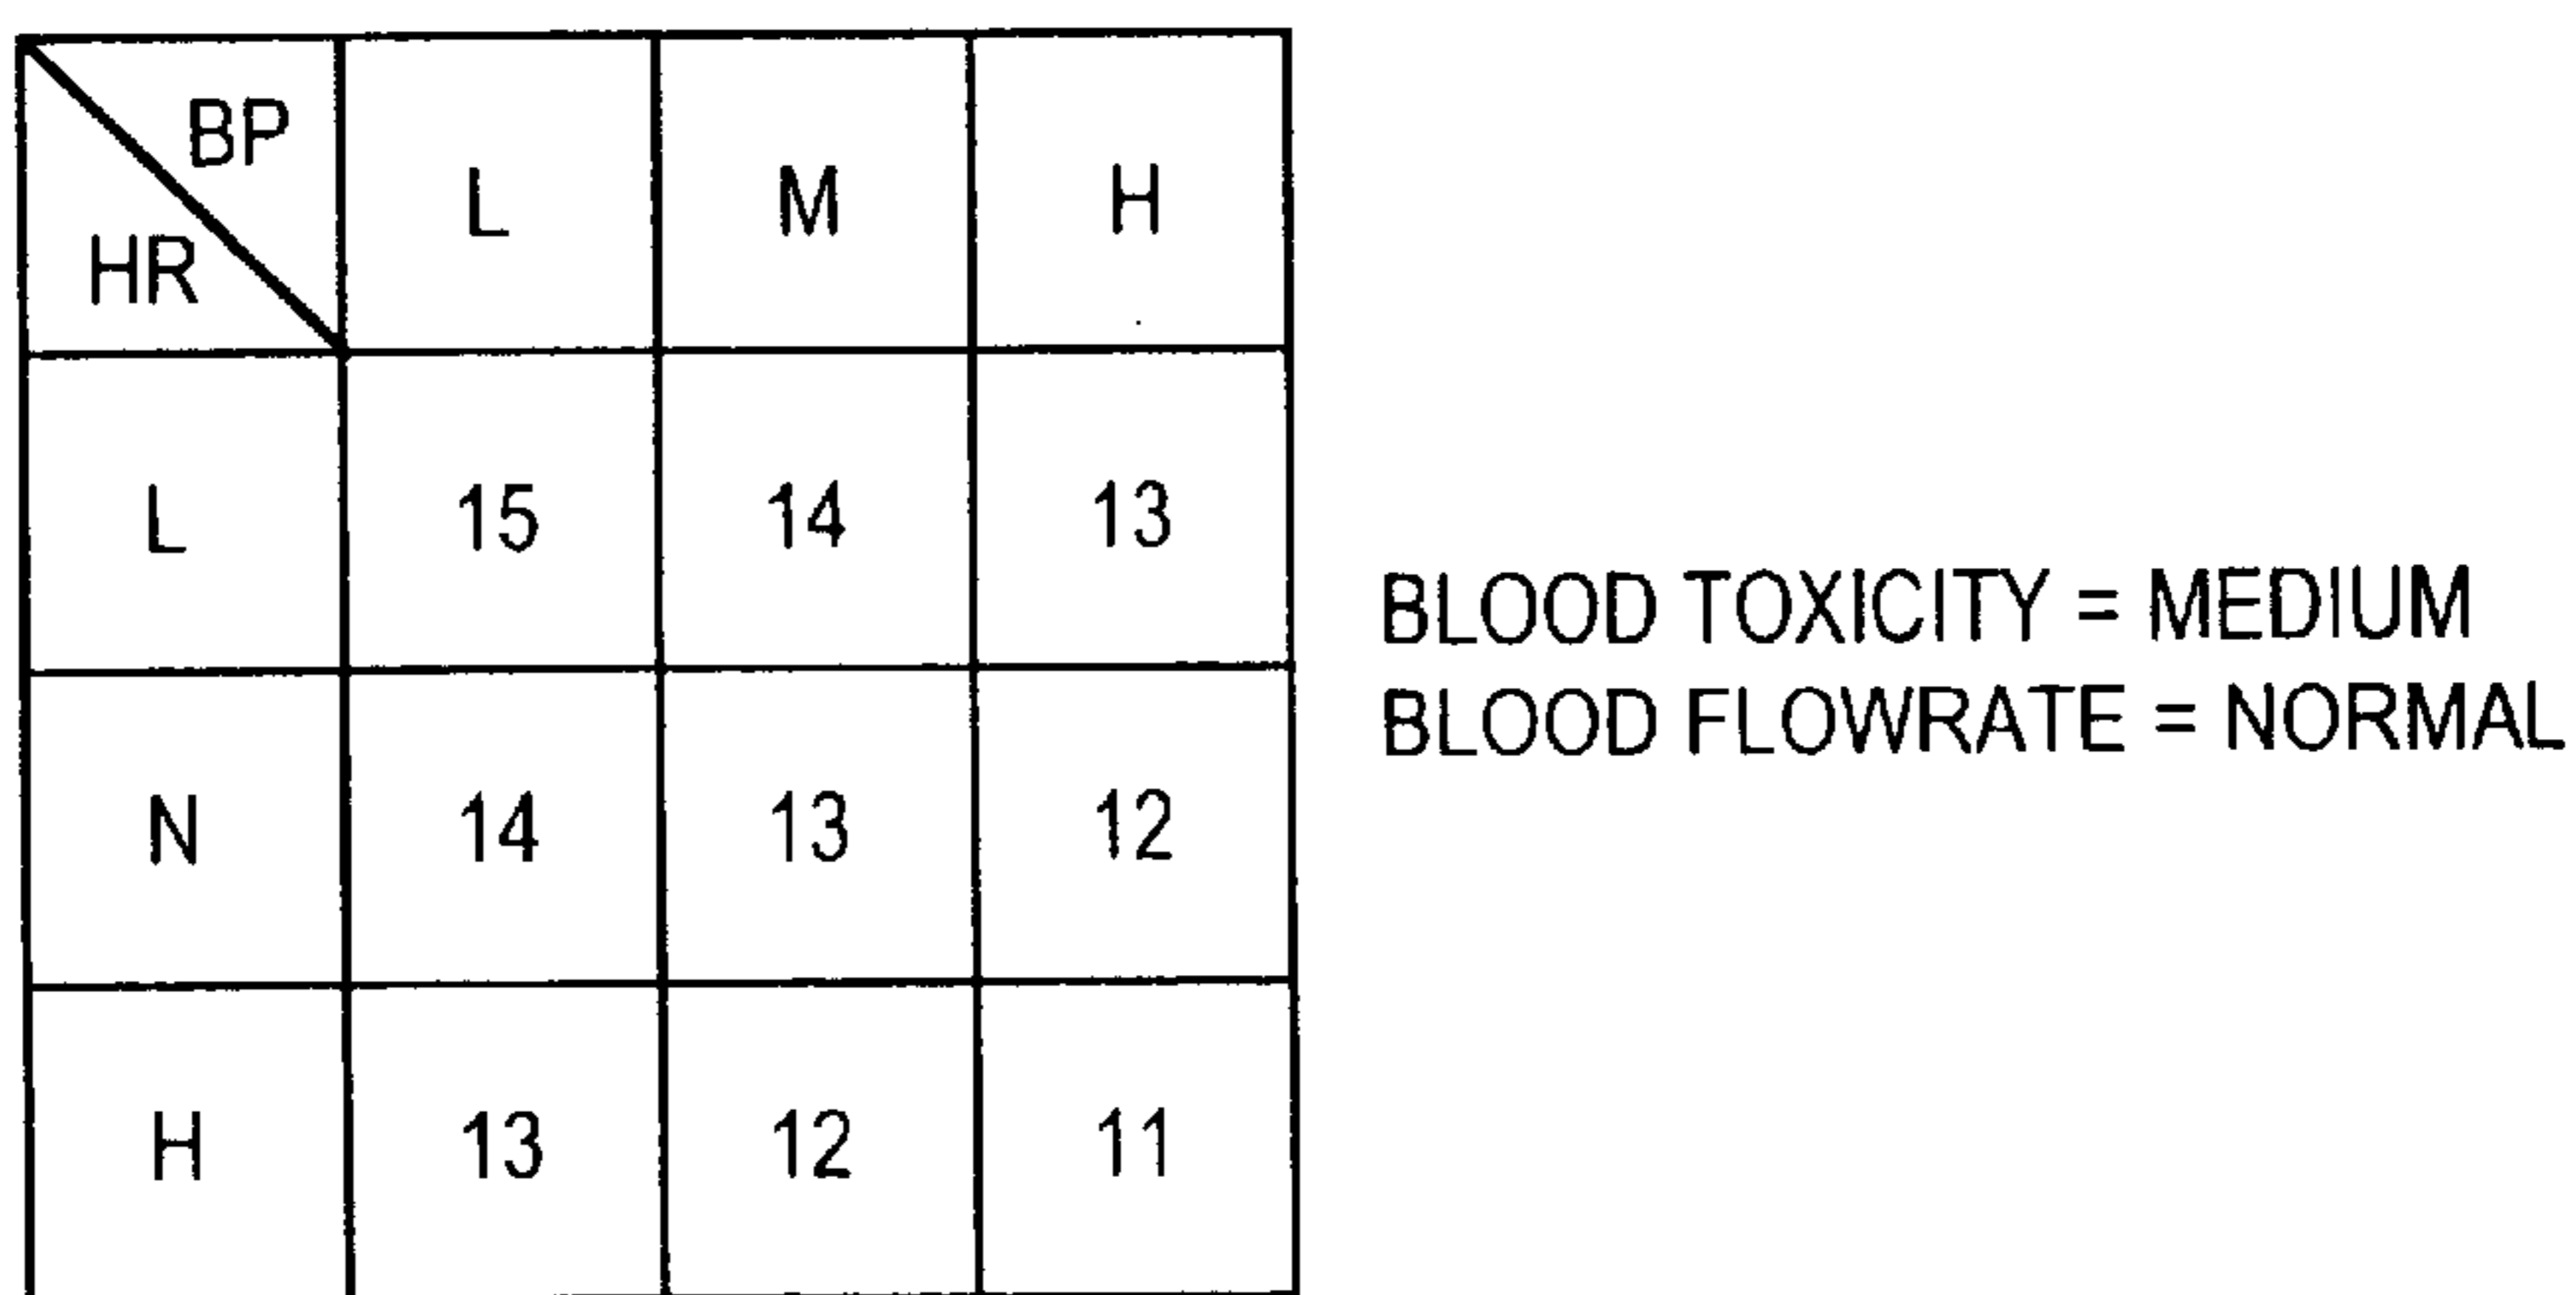 BP
HR
L M H
L 15 14 13
N 14 13 12
H 13 12 11
BLOOD TOXICITY = MEDIUM
BLOOD FLOWRATE = NORMAL